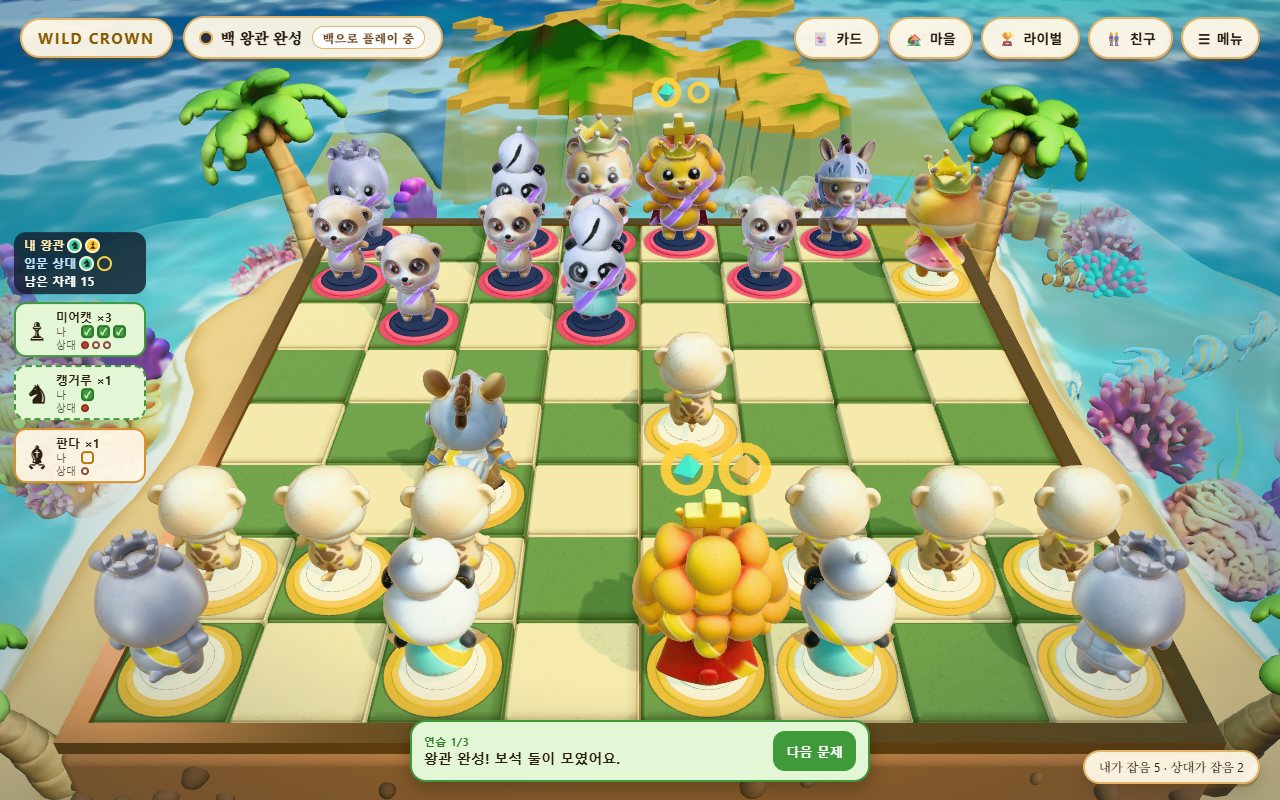 WILD CROWN
백 왕관 완성 백으로 플레이 중
카드
마을
라이벌
친구
☰ 메뉴
내 왕관
입문 상대
남은 차례 15
미어캣 ×3
나
상대
캥거루 ×1
나
상대
판다 ×1
나
상대
연습 1/3
왕관 완성! 보석 둘이 모였어요.
다음 문제
내가 잡음 5 · 상대가 잡음 2